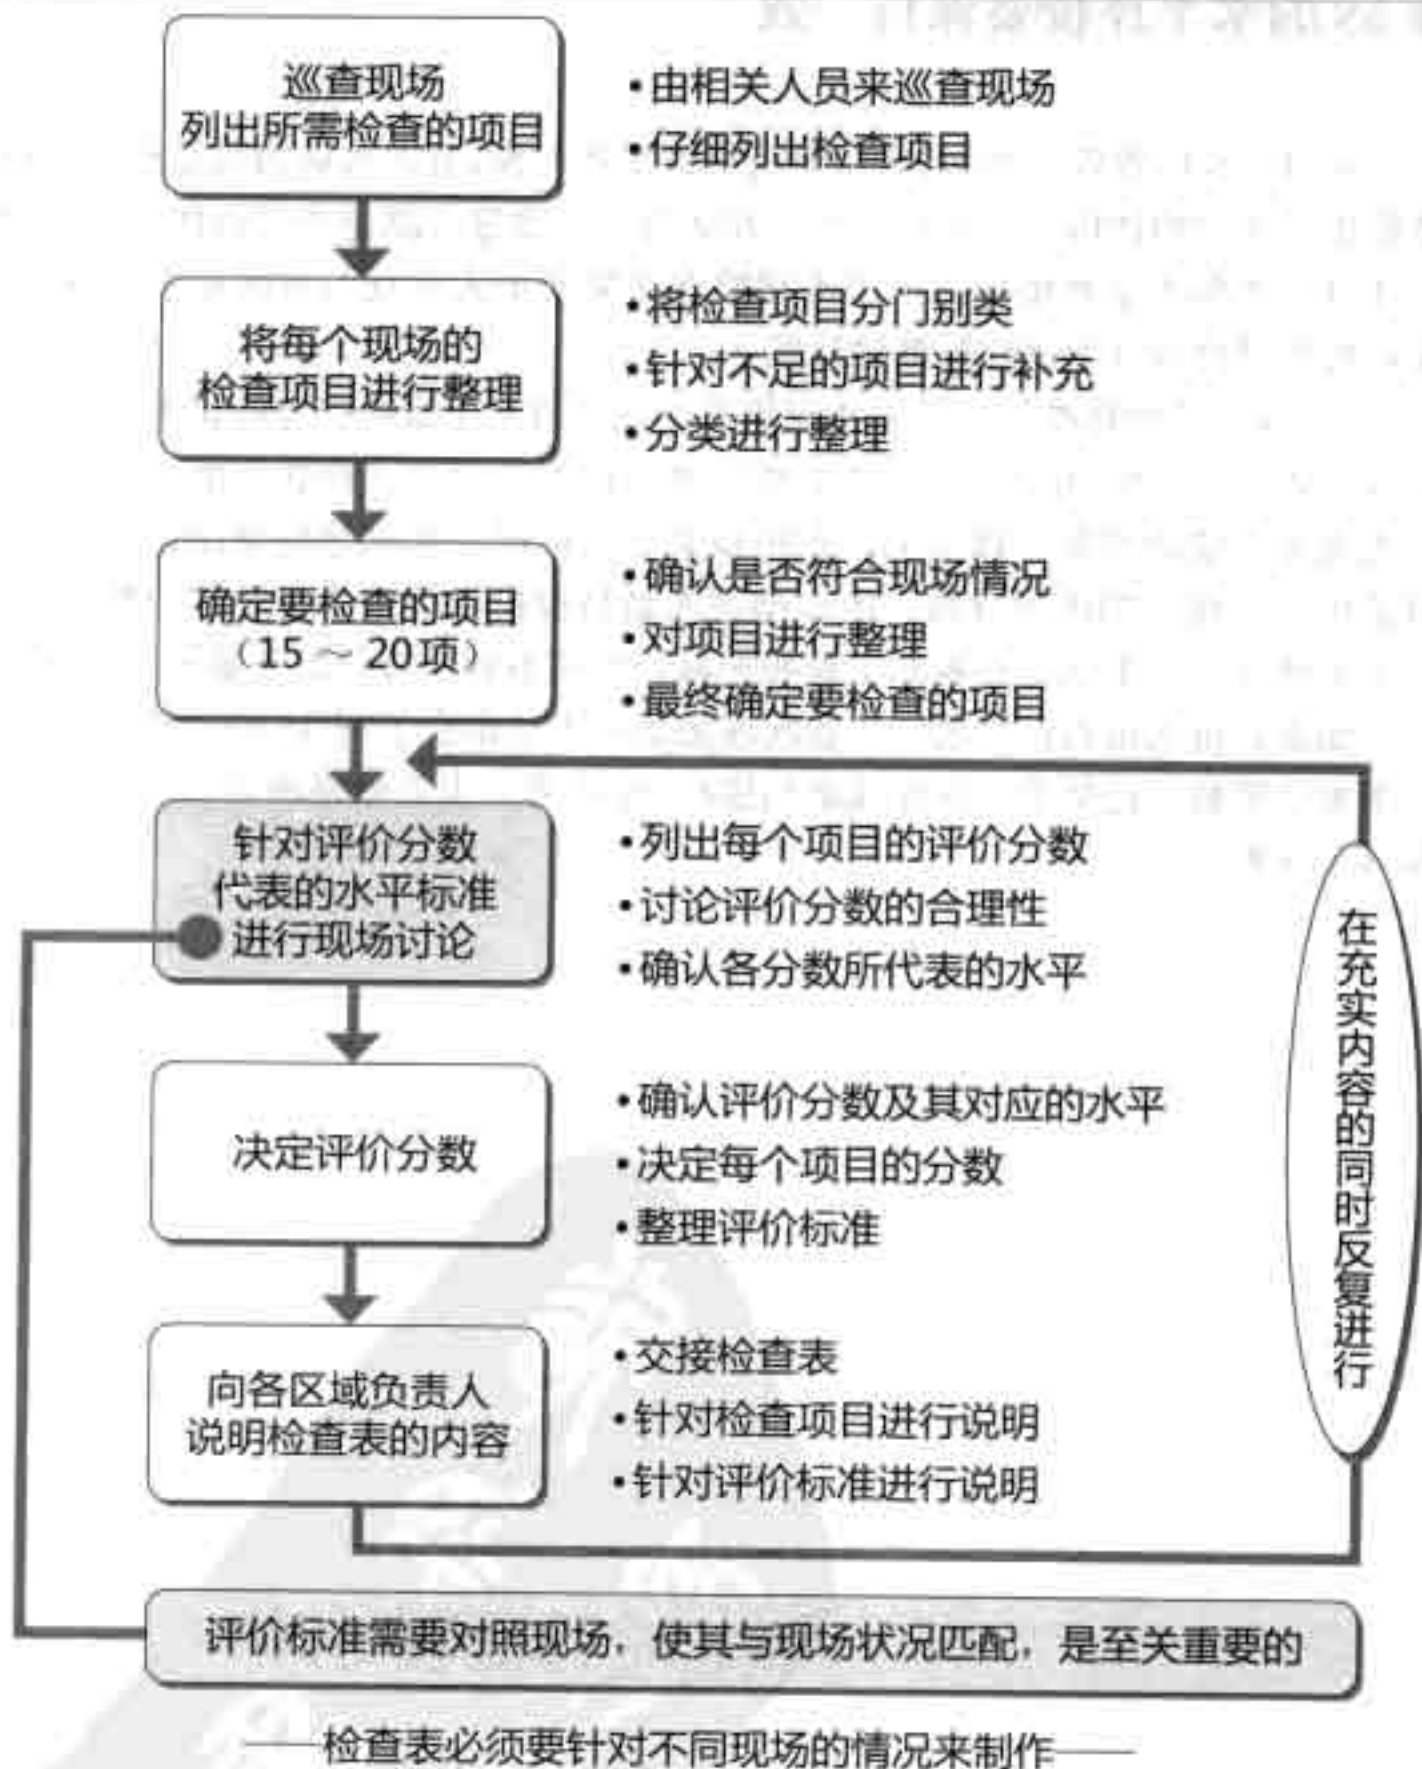 巡查现场
列出所需检查的项目
•由相关人员来巡查现场
•仔细列出检查项目
将每个现场的
检查项目进行整理
•将检查项目分门别类
•针对不足的项目进行补充
•分类进行整理
确定要检查的项目
（15 ～ 20项）
•确认是否符合现场情况
•对项目进行整理
•最终确定要检查的项目
针对评价分数
代表的水平标准
进行现场讨论
•列出每个项目的评价分数
•讨论评价分数的合理性
•确认各分数所代表的水平
决定评价分数
•确认评价分数及其对应的水平
•决定每个项目的分数
•整理评价标准
向各区域负责人
说明检查表的内容
•交接检查表
•针对检查项目进行说明
•针对评价标准进行说明
在充实内容的同时反复进行
评价标准需要对照现场，使其与现场状况匹配，是至关重要的
——检查表必须要针对不同现场的情况来制作——